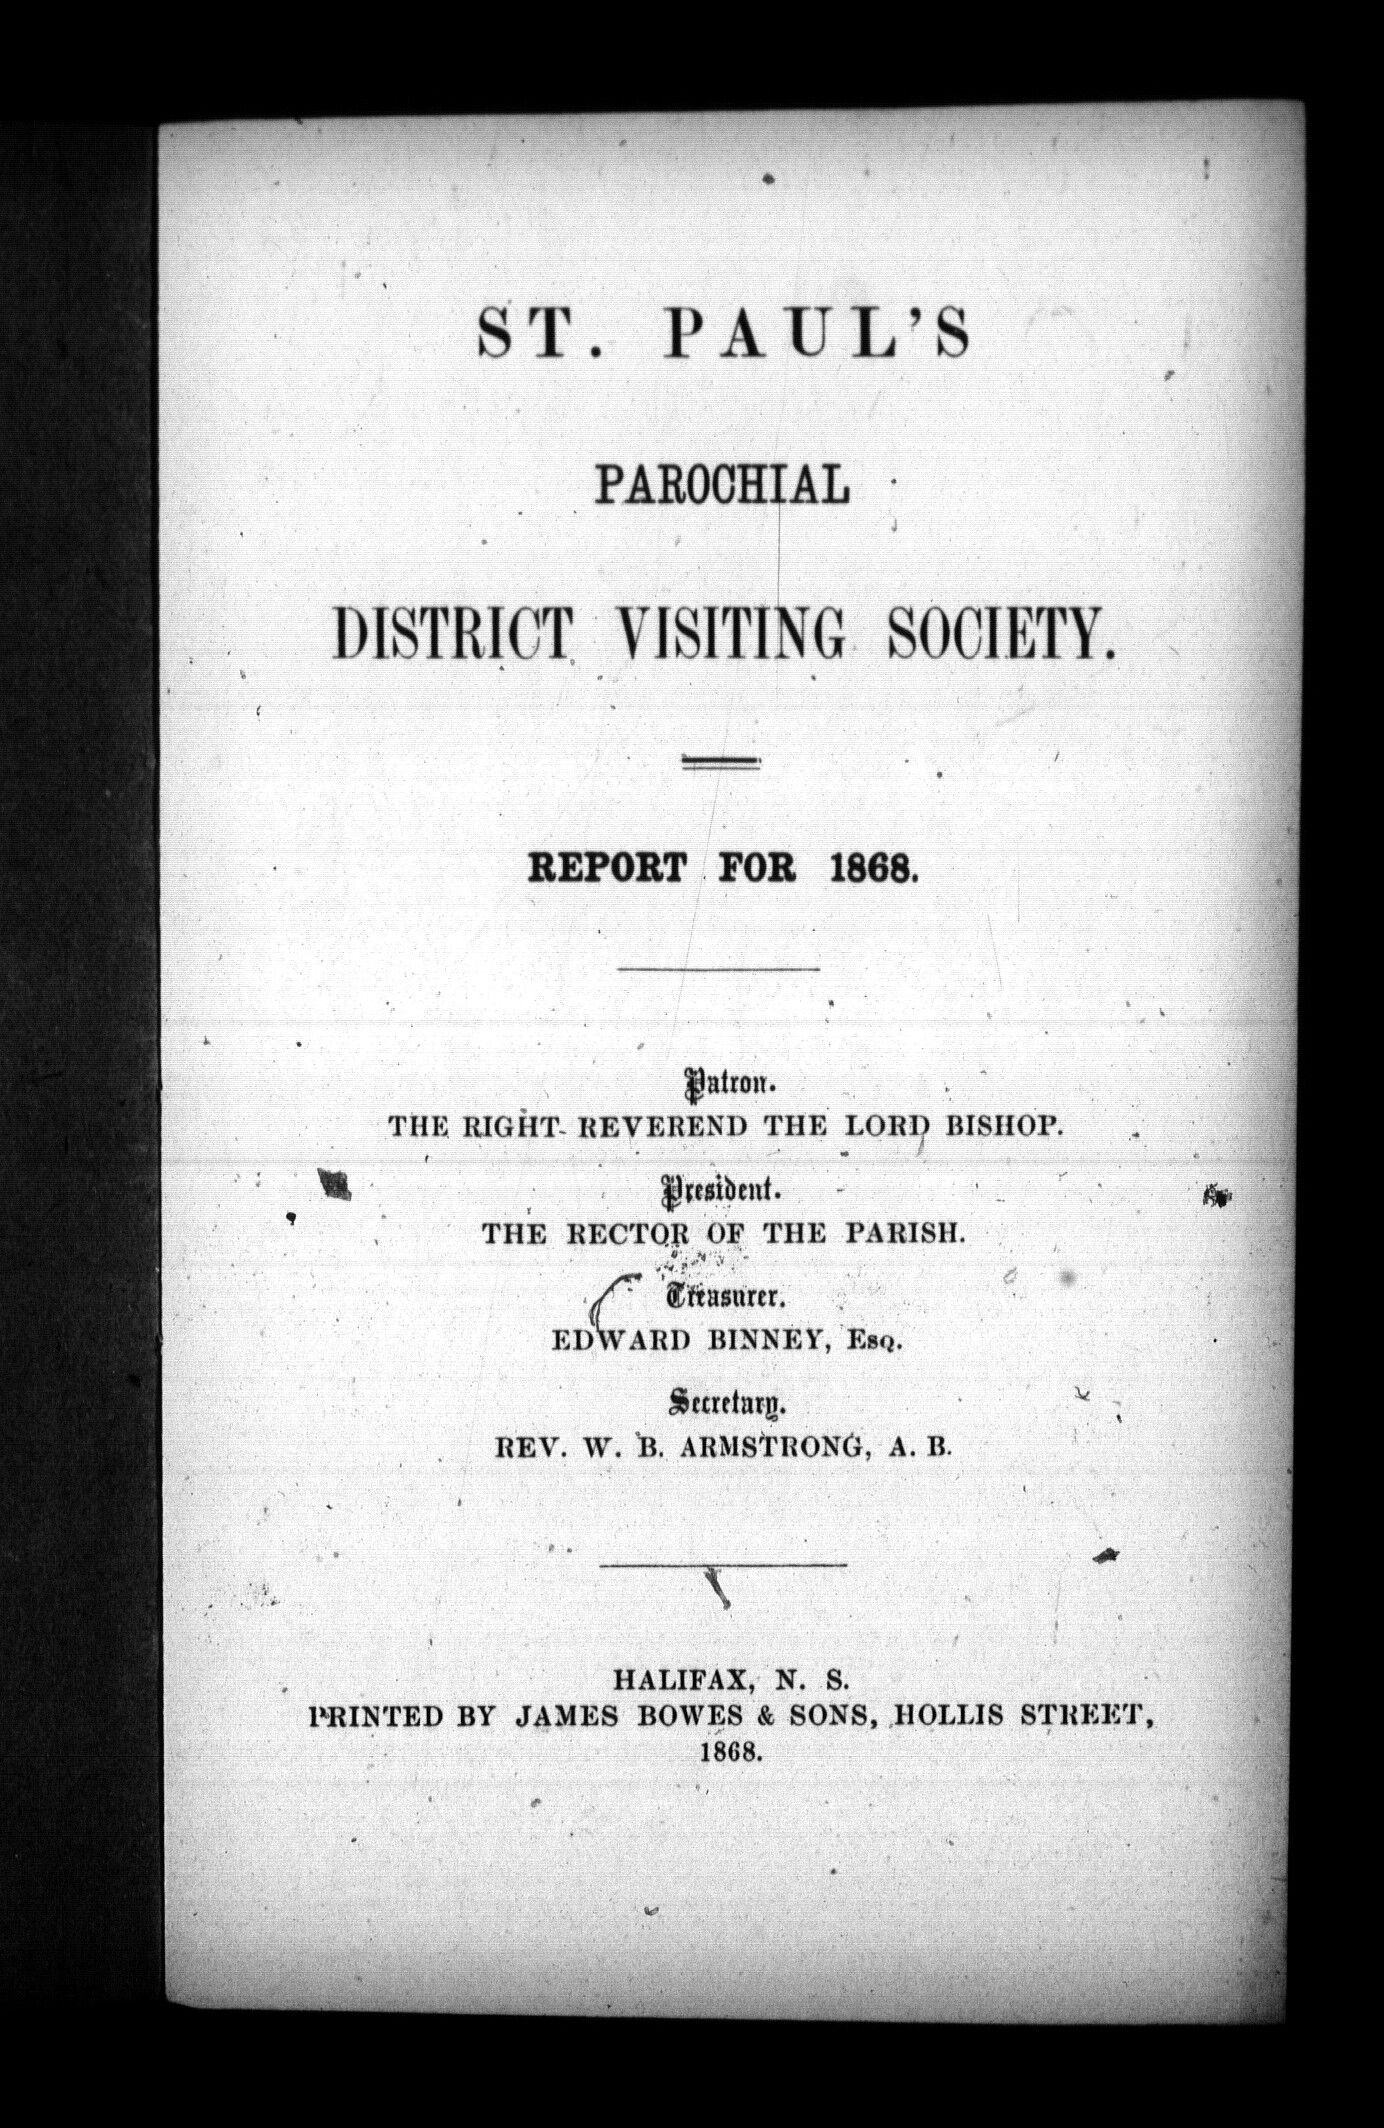 ST. PAUL'S
PAROCHIAL
DISTRICT VISITING SOCIETY.
REPORT FOR 1868.
Patron.
THE RIGHT REVEREND THE LORD BISHOP.
President.
THE RECTOR OF THE PARISH.
Treasurer.
EDWARD BINNEY, ESQ.
Secretary.
REV. W. B. ARMSTRONG, A. B.
HALIFAX, N. S.
PRINTED BY JAMES BOWES & SONS, HOLLIS STREET,
1868.